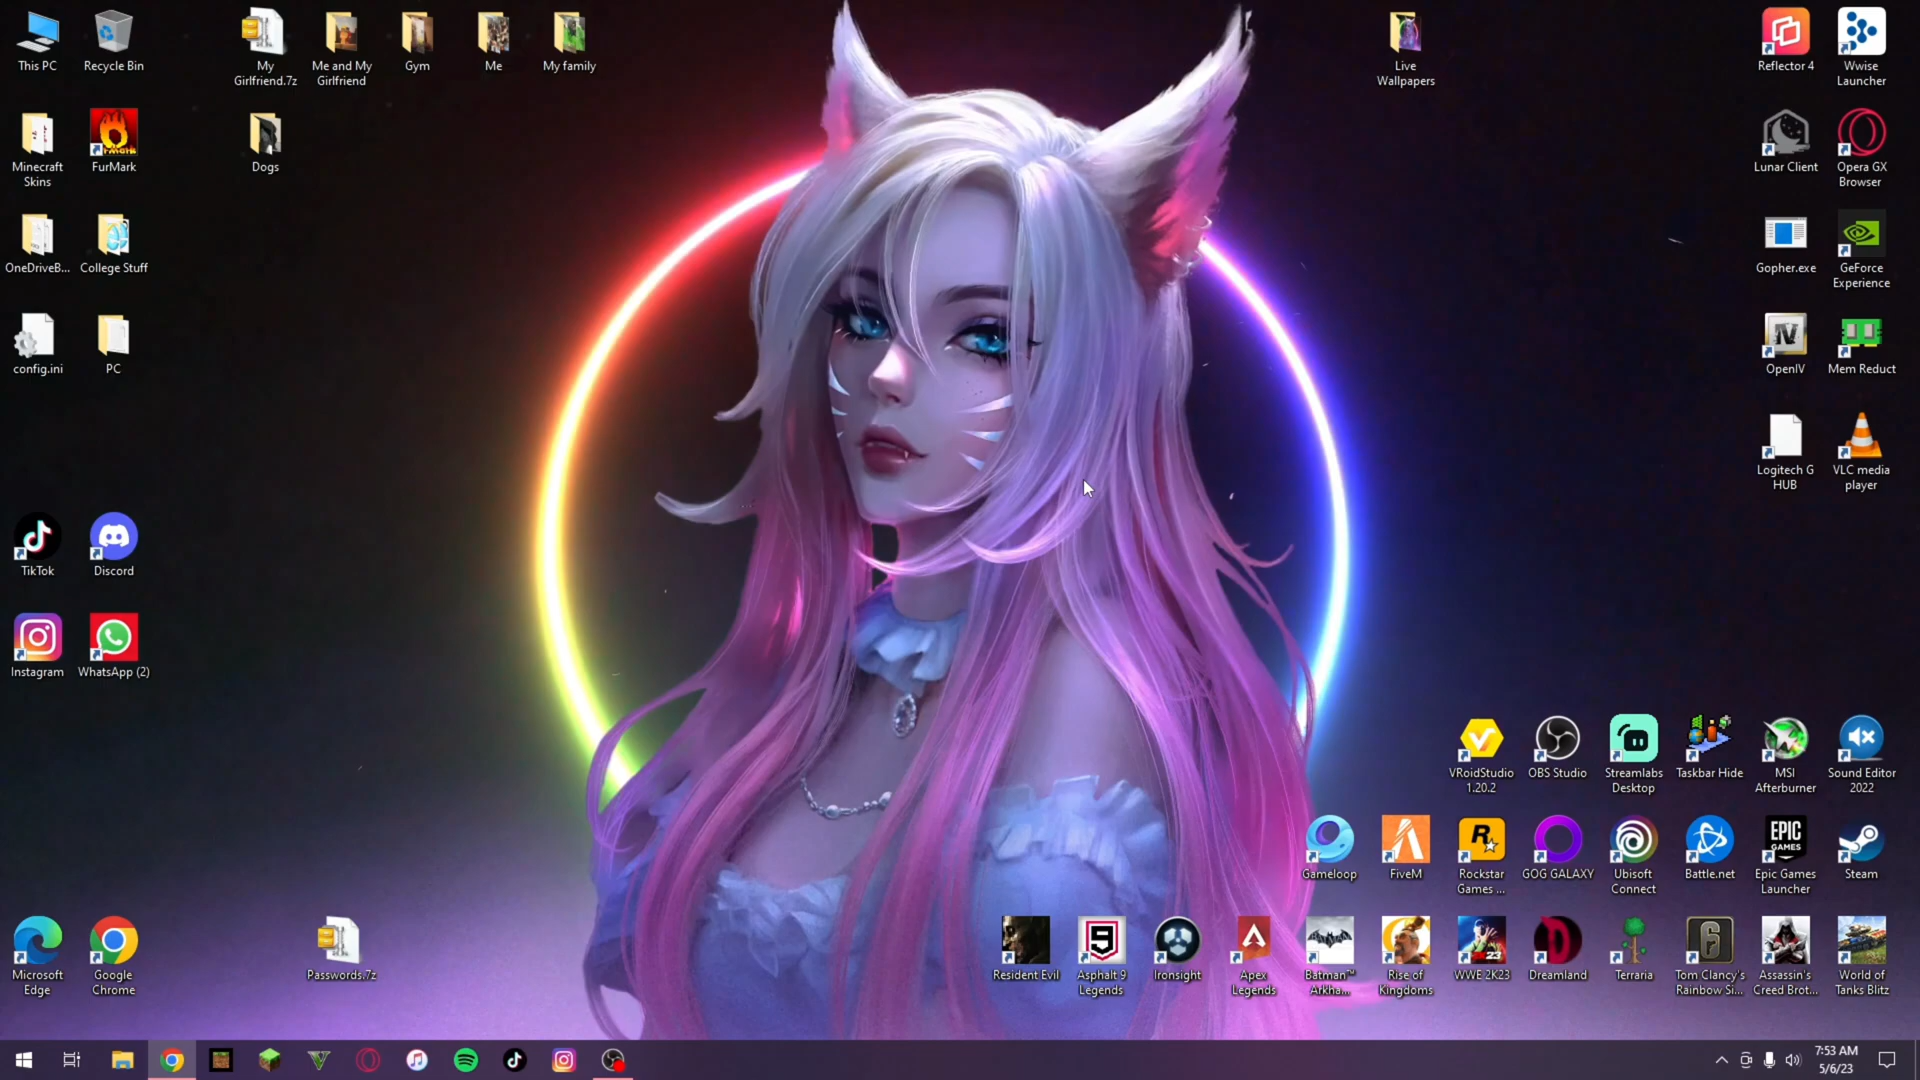 This PC
Recycle Bin
My
Girlfriend.7z
Me and My
Girlfriend
Gym
Me
My family
Live
Wallpapers
Reflector 4
Wwise
Launcher
Minecraft
Skins
FurMark
Dogs
Lunar Client
Opera GX
Browser
OneDriveB...
College Stuff
Gopher.exe
GeForce
Experience
config.ini
PC
OpenIV
Mem Reduct
Logitech G
HUB
VLC media
player
TikTok
Discord
Instagram
WhatsApp (2)
VRoidStudio
1.20.2
OBS Studio
Streamlabs
Desktop
Taskbar Hide
MSI
Afterburner
Sound Editor
2022
EPIC
GAMES
Gameloop
FiveM
Rockstar
Games ...
GOG GALAXY
Ubisoft
Connect
Battle.net
Epic Games
Launcher
Steam
Microsoft
Edge
Google
Chrome
Passwords.7z
Resident Evil
Asphalt 9
Legends
Ironsight
Apex
Legends
Batman™
Arkha...
Rise of
Kingdoms
WWE 2K23
Dreamland
Terraria
Tom Clancy's
Rainbow Si...
Assassin's
Creed Brot...
World of
Tanks Blitz
7:53 AM
5/6/23